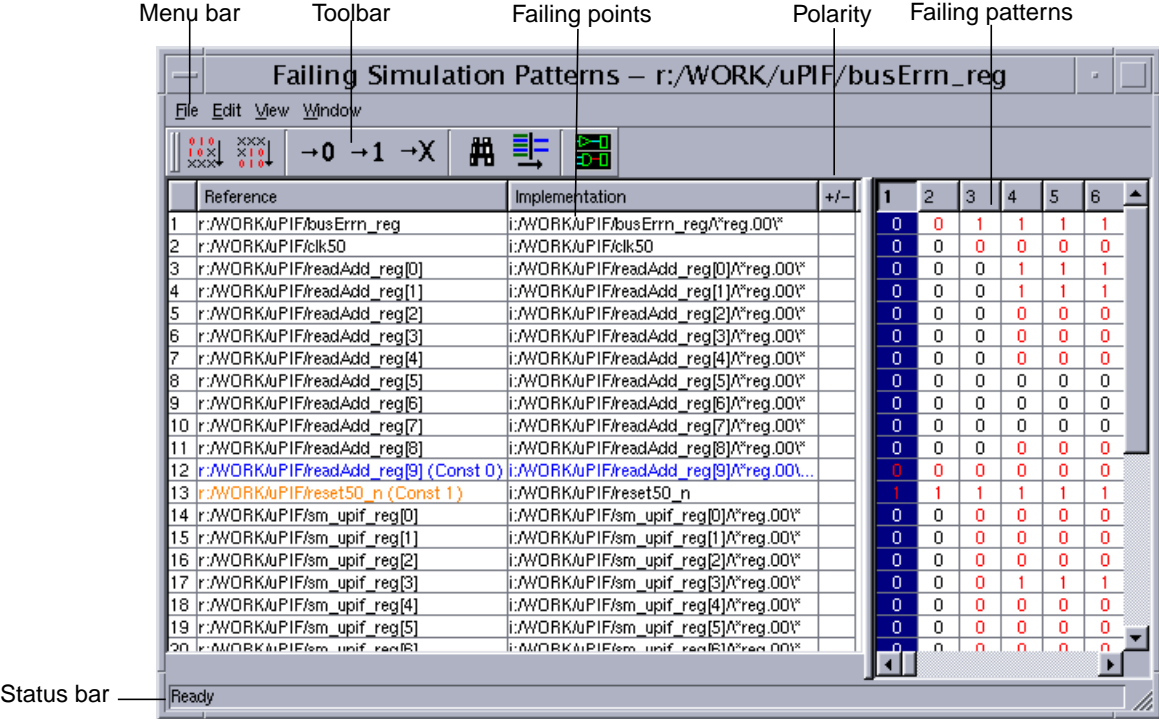 Menu bar Toolbar Failing points Polarity Failing patterns
Failing Simulation Patterns – r:/WORK/uPIF/busErrn_reg
File Edit View Window
→0 →1 →X
Reference Implementation +/- 1 2 3 4 5 6
1 r:/WORK/uPIF/busErrn_reg i:/WORK/uPIF/busErrn_reg/\*reg.00\* 0 0 1 1 1 1
2 r:/WORK/uPIF/clk50 i:/WORK/uPIF/clk50 0 0 0 0 0 0
3 r:/WORK/uPIF/readAdd_reg[0] i:/WORK/uPIF/readAdd_reg[0]/\*reg.00\* 0 0 0 1 1 1
4 r:/WORK/uPIF/readAdd_reg[1] i:/WORK/uPIF/readAdd_reg[1]/\*reg.00\* 0 0 0 1 1 1
5 r:/WORK/uPIF/readAdd_reg[2] i:/WORK/uPIF/readAdd_reg[2]/\*reg.00\* 0 0 0 0 0 0
6 r:/WORK/uPIF/readAdd_reg[3] i:/WORK/uPIF/readAdd_reg[3]/\*reg.00\* 0 0 0 0 0 0
7 r:/WORK/uPIF/readAdd_reg[4] i:/WORK/uPIF/readAdd_reg[4]/\*reg.00\* 0 0 0 0 0 0
8 r:/WORK/uPIF/readAdd_reg[5] i:/WORK/uPIF/readAdd_reg[5]/\*reg.00\* 0 0 0 0 0 0
9 r:/WORK/uPIF/readAdd_reg[6] i:/WORK/uPIF/readAdd_reg[6]/\*reg.00\* 0 0 0 0 0 0
10 r:/WORK/uPIF/readAdd_reg[7] i:/WORK/uPIF/readAdd_reg[7]/\*reg.00\* 0 0 0 0 0 0
11 r:/WORK/uPIF/readAdd_reg[8] i:/WORK/uPIF/readAdd_reg[8]/\*reg.00\* 0 0 0 0 0 0
12 r:/WORK/uPIF/readAdd_reg[9] (Const 0) i:/WORK/uPIF/readAdd_reg[9]/\*reg.00\... 0 0 0 0 0 0
13 r:/WORK/uPIF/reset50_n (Const 1) i:/WORK/uPIF/reset50_n 1 1 1 1 1 1
14 r:/WORK/uPIF/sm_upif_reg[0] i:/WORK/uPIF/sm_upif_reg[0]/\*reg.00\* 0 0 0 0 0 0
15 r:/WORK/uPIF/sm_upif_reg[1] i:/WORK/uPIF/sm_upif_reg[1]/\*reg.00\* 0 0 0 0 0 0
16 r:/WORK/uPIF/sm_upif_reg[2] i:/WORK/uPIF/sm_upif_reg[2]/\*reg.00\* 0 0 0 0 0 0
17 r:/WORK/uPIF/sm_upif_reg[3] i:/WORK/uPIF/sm_upif_reg[3]/\*reg.00\* 0 0 0 1 1 1
18 r:/WORK/uPIF/sm_upif_reg[4] i:/WORK/uPIF/sm_upif_reg[4]/\*reg.00\* 0 0 0 0 0 0
19 r:/WORK/uPIF/sm_upif_reg[5] i:/WORK/uPIF/sm_upif_reg[5]/\*reg.00\* 0 0 0 0 0 0
20 r:/WORK/uPIF/sm_upif_reg[6] i:/WORK/uPIF/sm_upif_reg[6]/\*reg.00\* 0 0 0 0 0 0
Status bar Ready